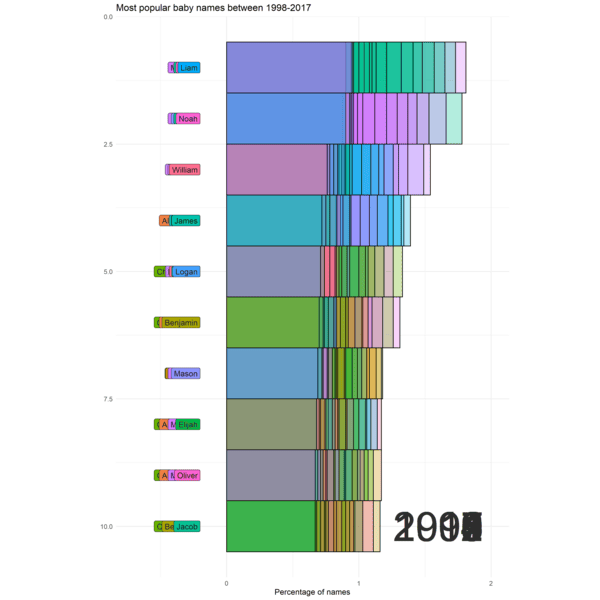 Most popular baby names between 1998-2017
0.0
Liam
Noah
2.5
William
James
5.0
Logan
Benjamin
Mason
7.5
Elijah
Oliver
10.0
Jacob
0
1
2
Percentage of names